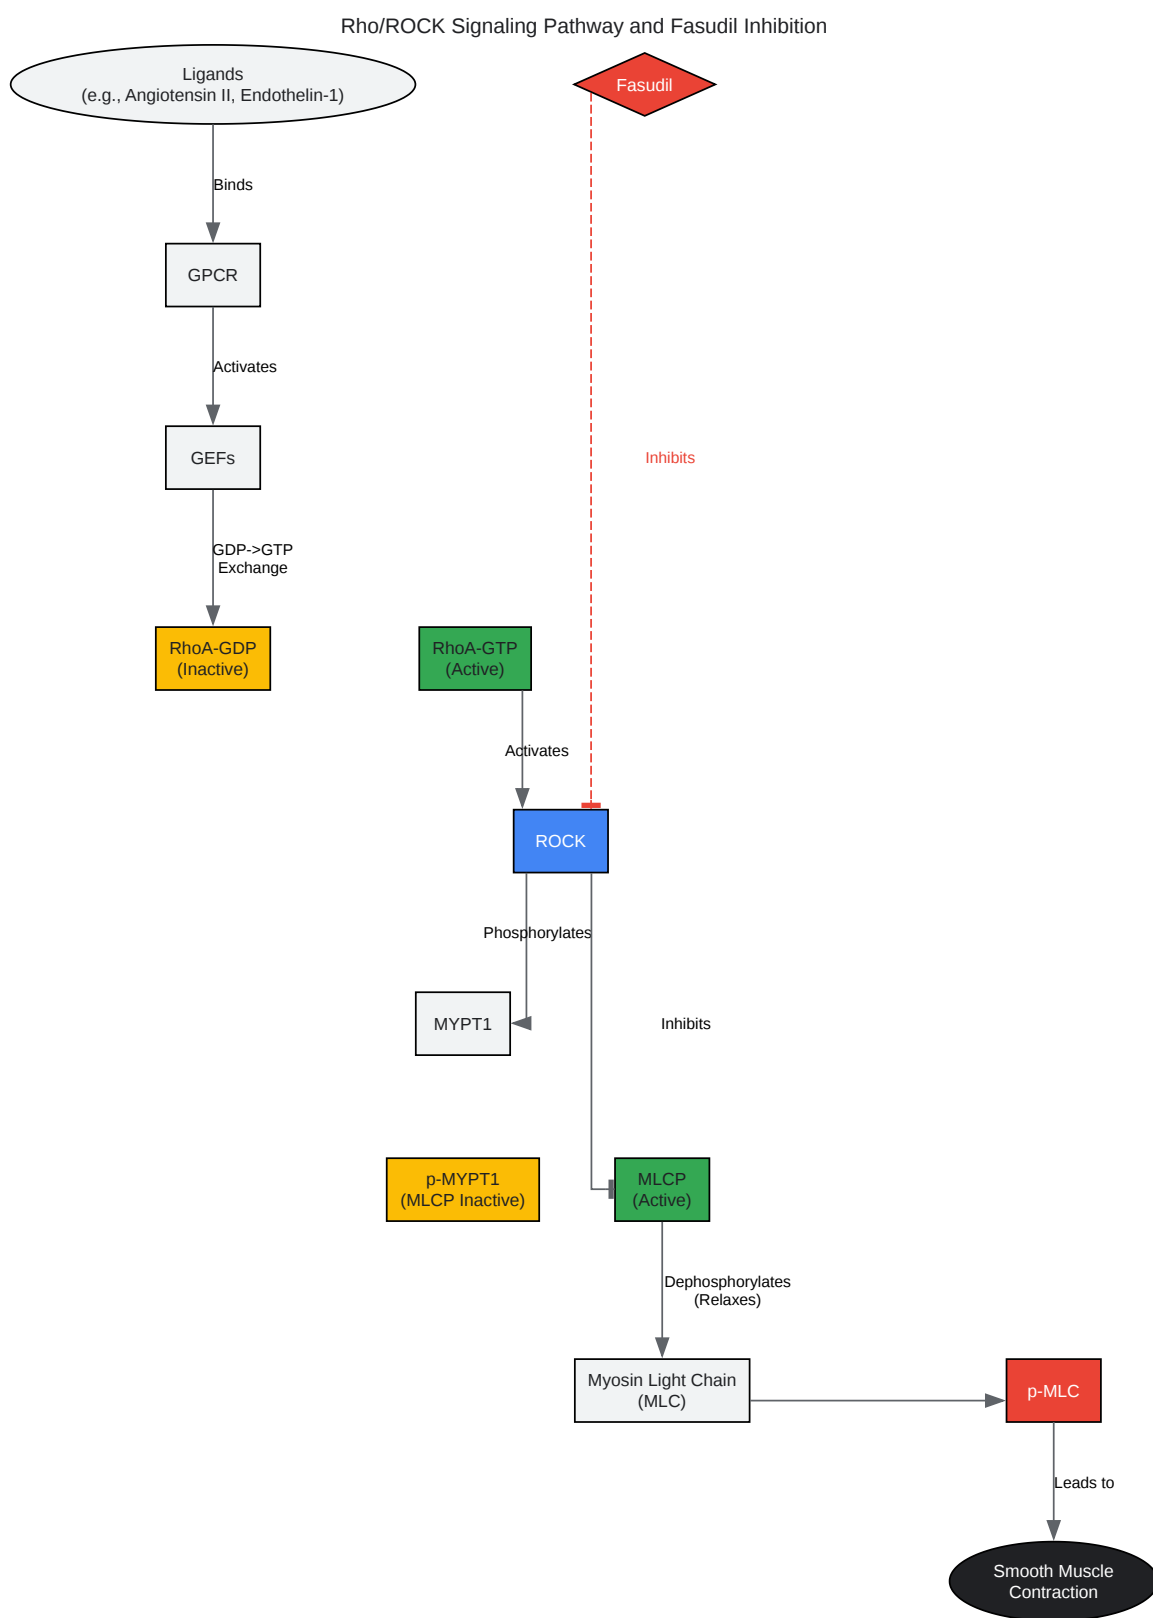 Rho/ROCK Signaling Pathway and Fasudil Inhibition
Ligands
(e.g., Angiotensin II, Endothelin-1)
Fasudil
Binds
GPCR
Activates
GEFs
Inhibits
GDP->GTP
Exchange
RhoA-GDP
(Inactive)
RhoA-GTP
(Active)
Activates
ROCK
Phosphorylates
MYPT1
Inhibits
p-MYPT1
(MLCP Inactive)
MLCP
(Active)
Dephosphorylates
(Relaxes)
Myosin Light Chain
(MLC)
p-MLC
Leads to
Smooth Muscle
Contraction